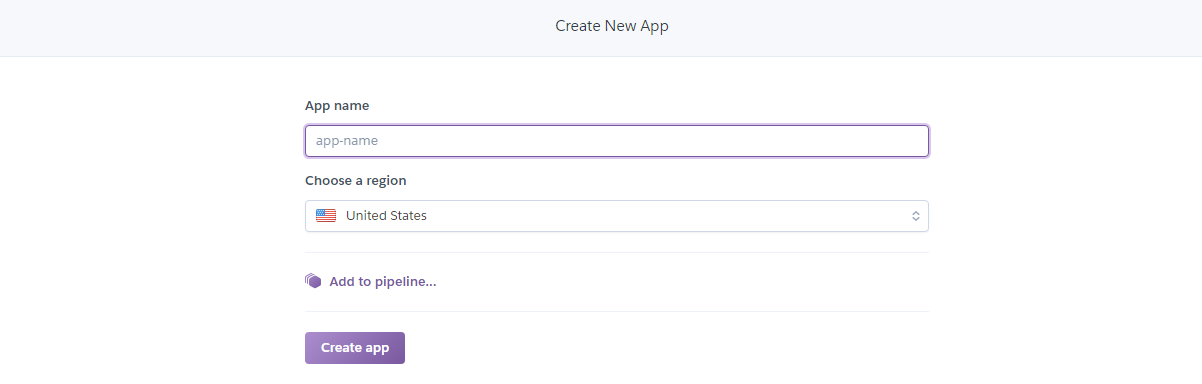 Create New App
App name
app-name
Choose a region
United States
Add to pipeline...
Create app